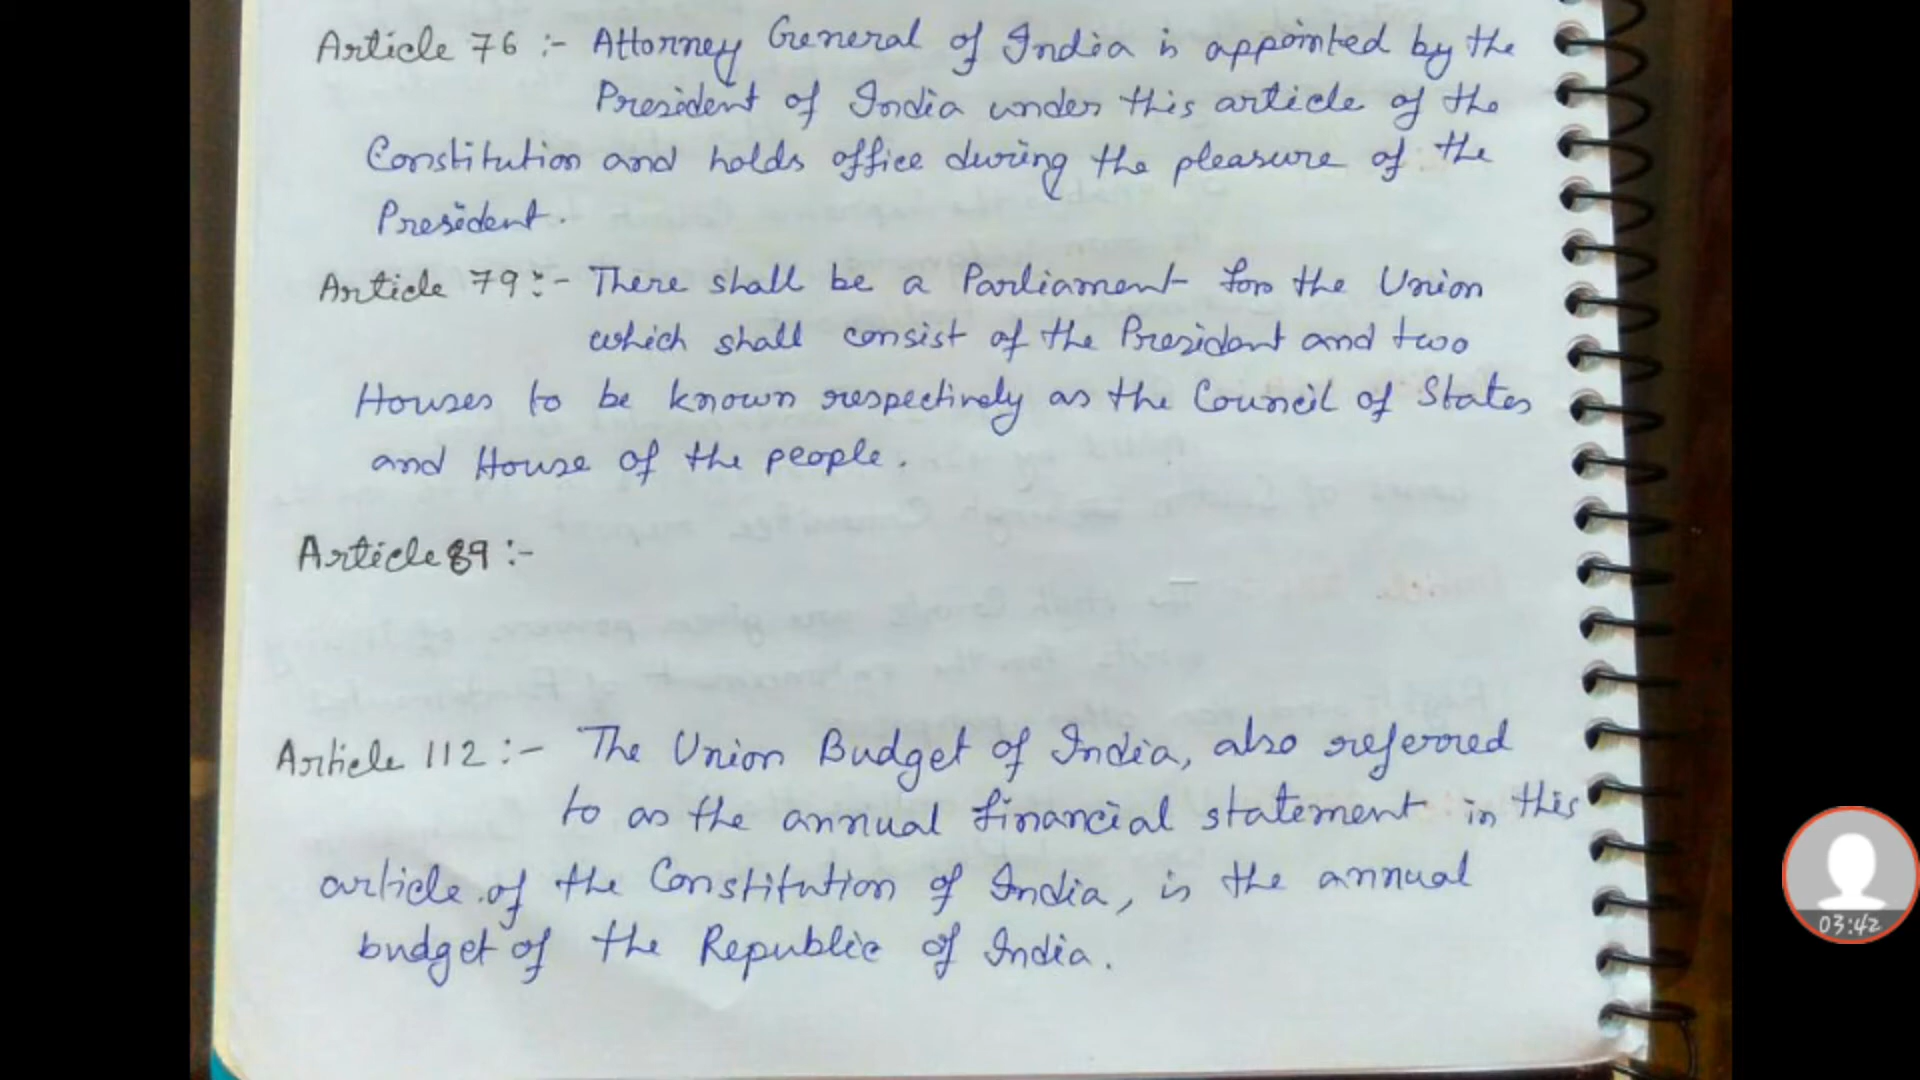 Article 76 :- Attorney General of India is appointed by the
President of India under this article of the
Constitution and holds office during the pleasure of the
President.
Article 79 :- There shall be a Parliament for the Union
which shall consist of the President and two
Houses to be known respectively as the Council of States
and House of the people.
Article 89 :-
Article 112 :- The Union Budget of India, also referred
to as the annual financial statement in this
article of the Constitution of India, is the annual
budget of the Republic of India.
03:42